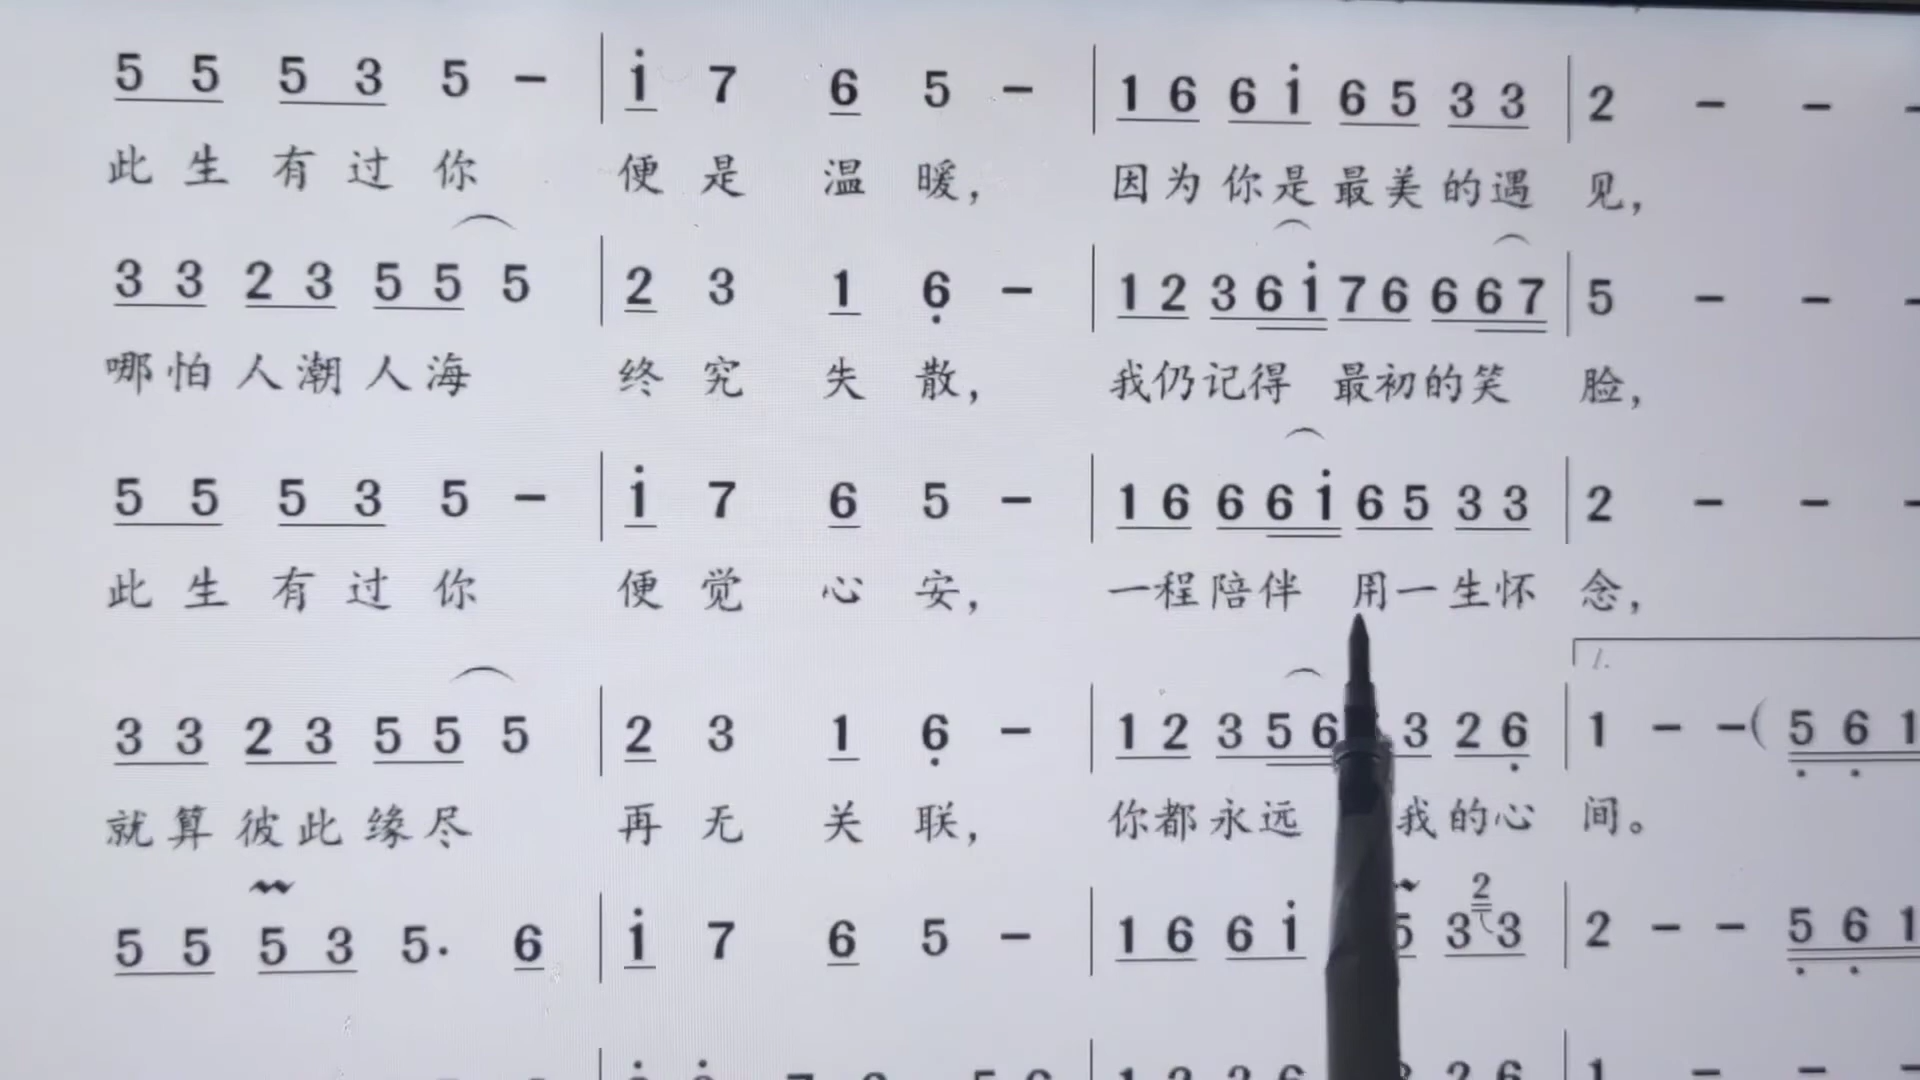 5 5 5 3 5 – | i 7 6 5 – | 1 6 6 i 6 5 3 3 | 2 – – –
此生有过你 便是温暖, 因为你是最美的遇见,
3 3 2 3 5 5 5 | 2 3 1 6 – | 1 2 3 6 i 7 6 6 6 7 | 5 – – –
哪怕人潮人海 终究失散, 我仍记得 最初的笑脸,
5 5 5 3 5 – | i 7 6 5 – | 1 6 6 6 i 6 5 3 3 | 2 – – –
此生有过你 便觉心安, 一程陪伴 用一生怀念,
1.
3 3 2 3 5 5 5 | 2 3 1 6 – | 1 2 3 5 6 3 2 6 | 1 – – ( 5 6 1
就算彼此缘尽 再无关联, 你都永远 我的心间。
5 5 5 3 5· 6 | i 7 6 5 – | 1 6 6 i 5 3 2 3 | 2 – – 5 6 1